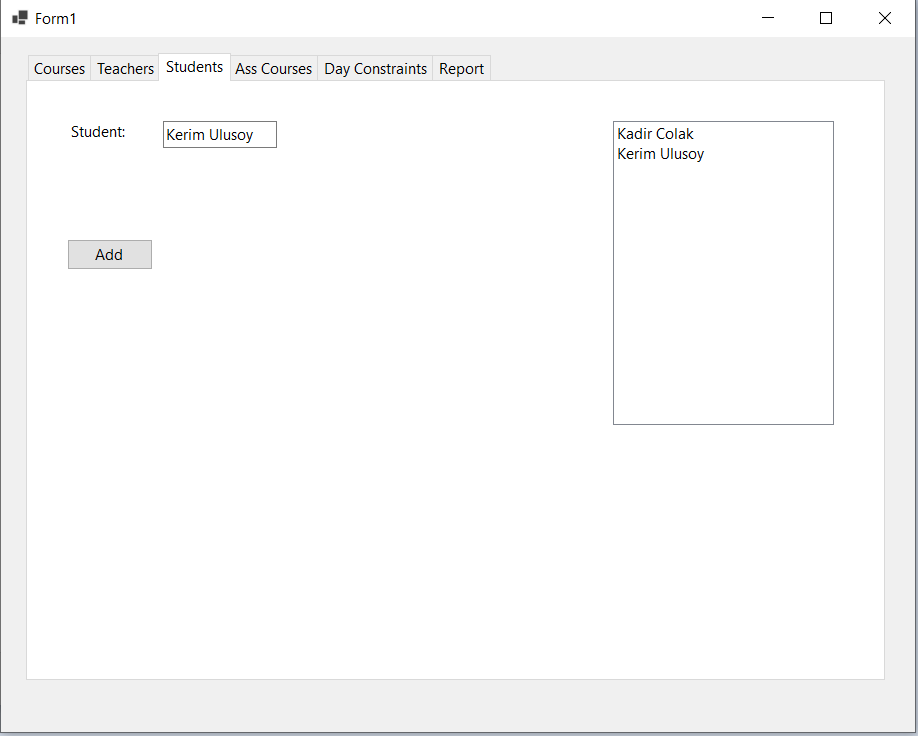 Form1
Courses Teachers Students Ass Courses Day Constraints Report
Student: Kerim Ulusoy
Kadir Colak
Kerim Ulusoy
Add